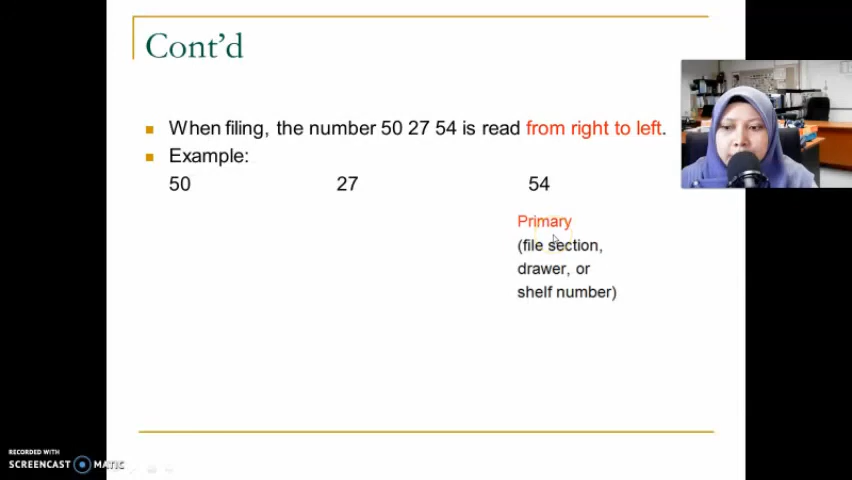 Cont'd
When filing, the number 50 27 54 is read from right to left.
Example:
50 27 54
Primary
(file section,
drawer, or
shelf number)
RECORDED WITH
SCREENCAST MATIC